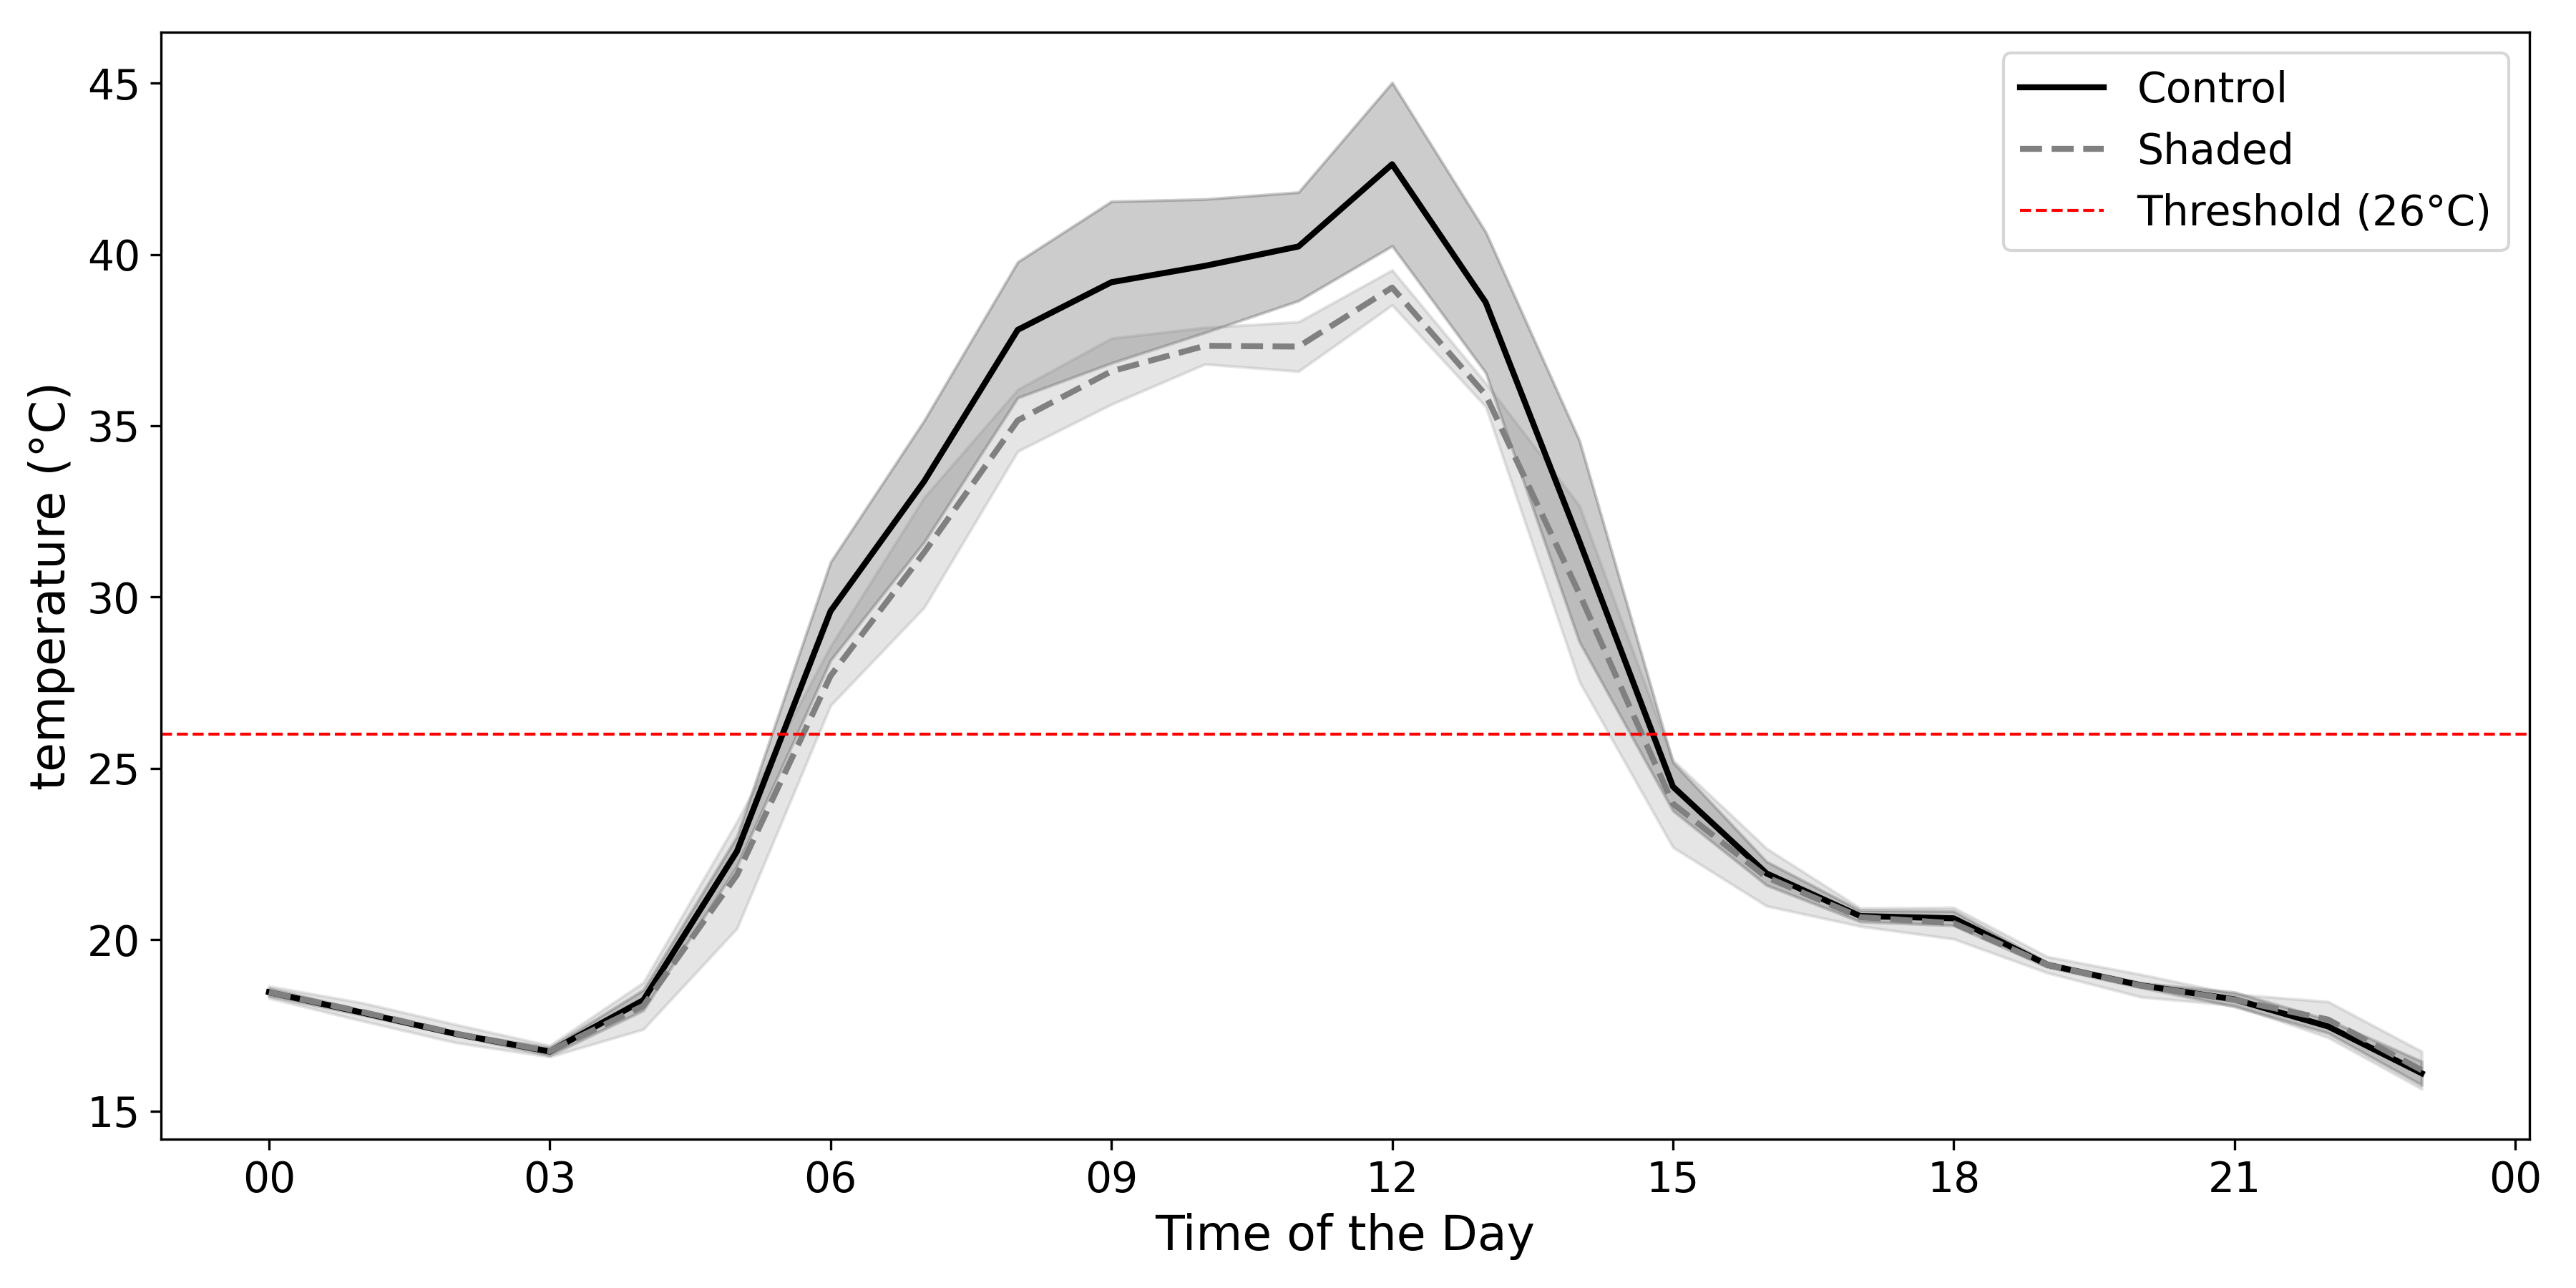 45
40
35
30
25
20
15
temperature (°C)
Control
Shaded
Threshold (26°C)
00 03 06 09 12 15 18 21 00
Time of the Day